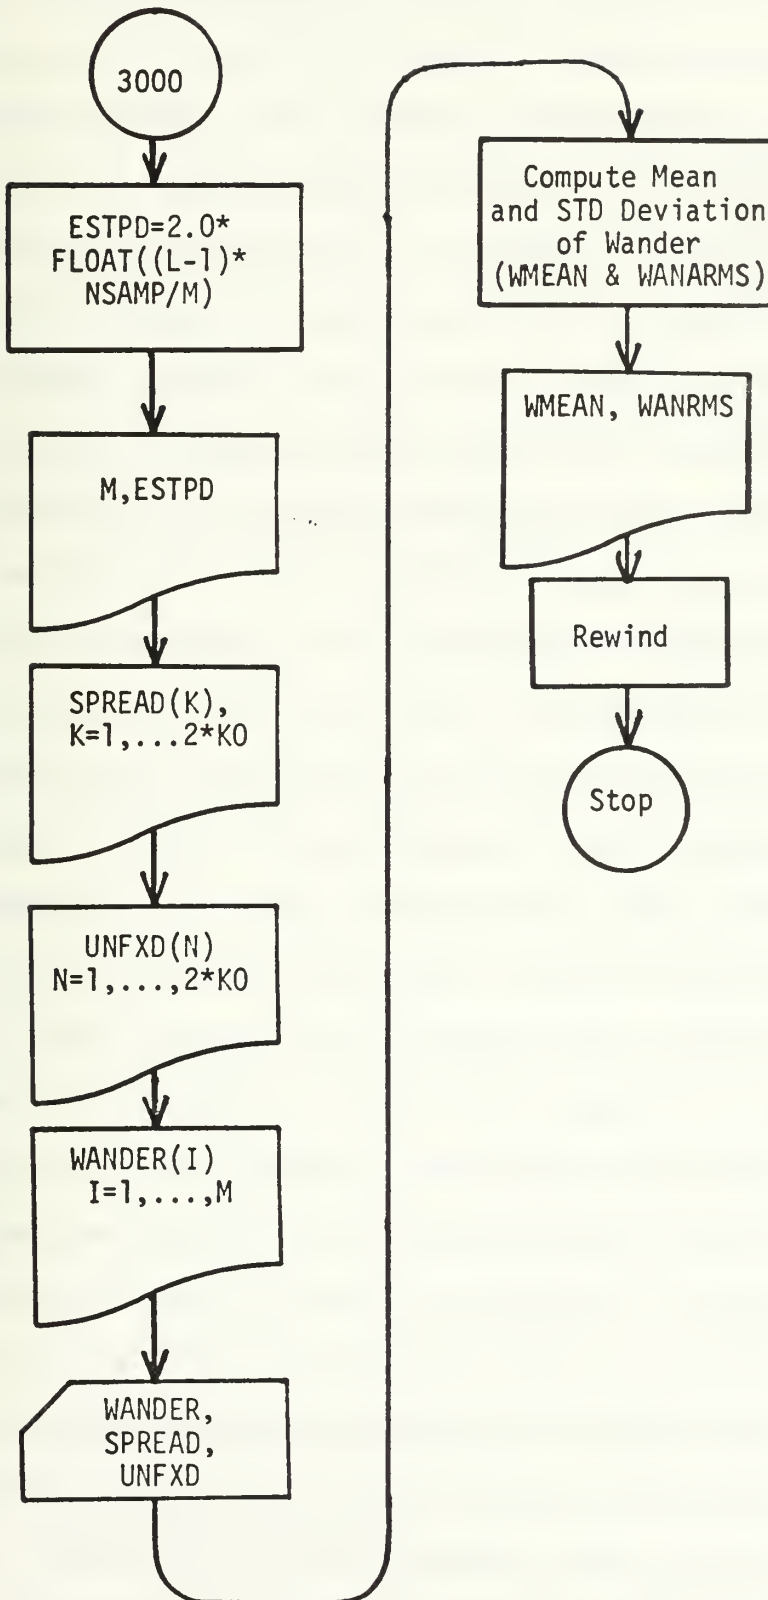 3000
ESTPD=2.0*
FLOAT((L-1)*
NSAMP/M)
M,ESTPD
SPREAD(K),
K=1,...2*KO
UNFXD(N)
N=1,...,2*KO
WANDER(I)
I=1,...,M
WANDER,
SPREAD,
UNFXD
Compute Mean
and STD Deviation
of Wander
(WMEAN & WANARMS)
WMEAN, WANRMS
Rewind
Stop